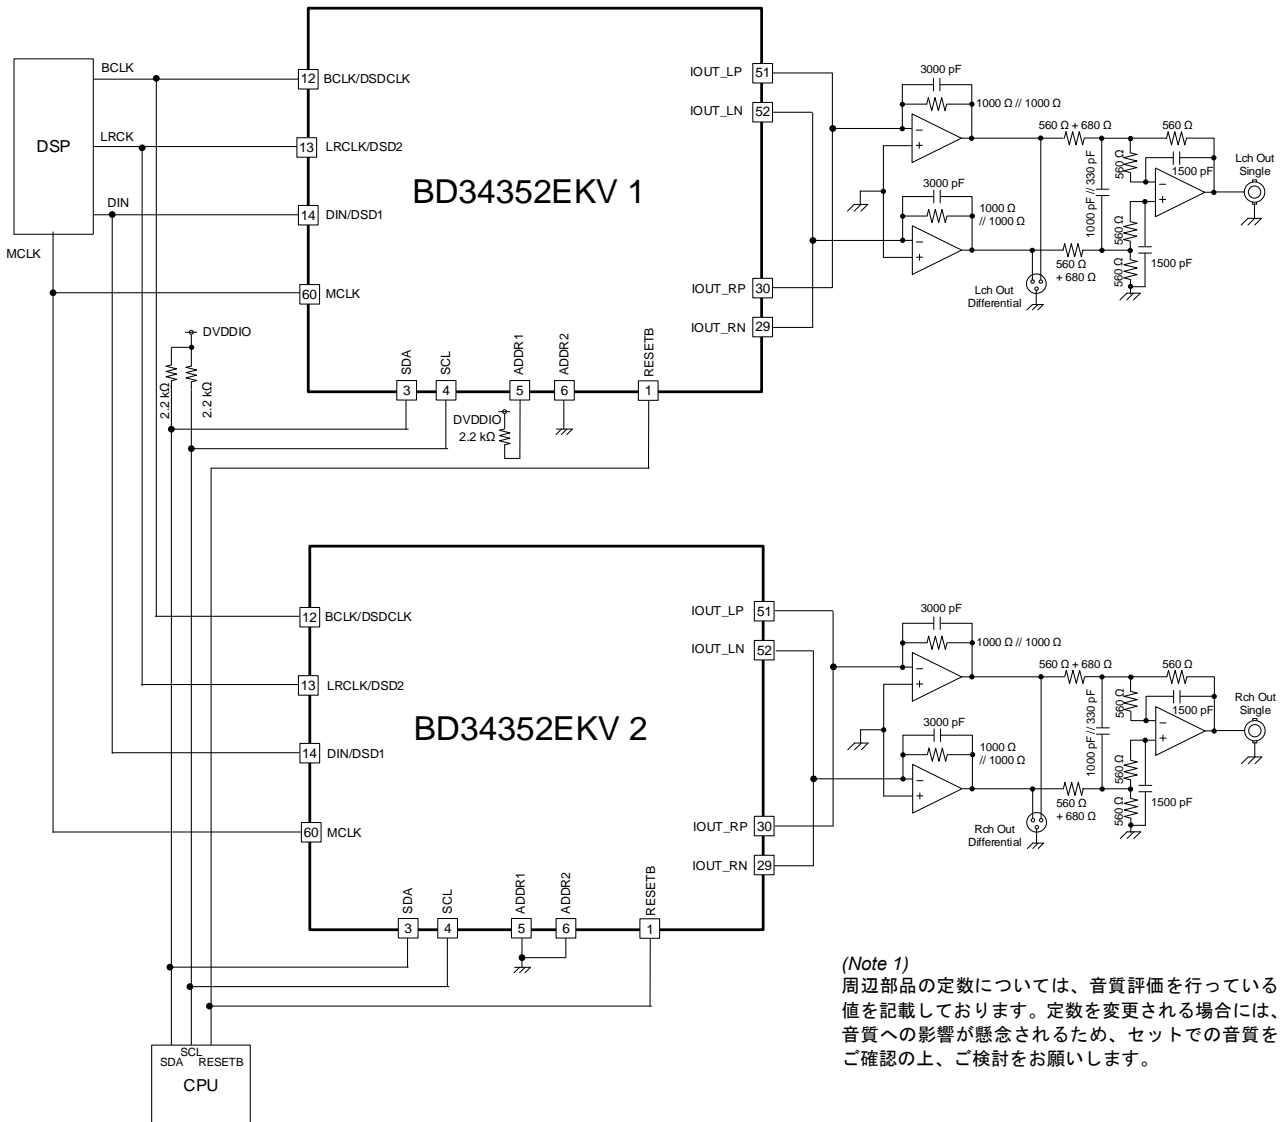 DSP
BCLK
LRCK
DIN
MCLK
BD34352EKV 1
12 BCLK/DSDCLK
13 LRCLK/DSD2
14 DIN/DSD1
60 MCLK
IOUT_LP 51
IOUT_LN 52
IOUT_RP 30
IOUT_RN 29
SDA
SCL
ADDR1
ADDR2
RESETB
3
4
5
6
1
DVDDIO
2.2 kΩ
2.2 kΩ
DVDDIO
2.2 kΩ
3000 pF
1000 Ω // 1000 Ω
3000 pF
1000 Ω
// 1000 Ω
560 Ω + 680 Ω
560 Ω
560 Ω
1500 pF
1000 pF // 330 pF
560 Ω
560 Ω
1500 pF
560 Ω
+ 680 Ω
Lch Out
Differential
Lch Out
Single
BD34352EKV 2
12 BCLK/DSDCLK
13 LRCLK/DSD2
14 DIN/DSD1
60 MCLK
IOUT_LP 51
IOUT_LN 52
IOUT_RP 30
IOUT_RN 29
SDA
SCL
ADDR1
ADDR2
RESETB
3
4
5
6
1
3000 pF
1000 Ω // 1000 Ω
3000 pF
1000 Ω
// 1000 Ω
560 Ω + 680 Ω
560 Ω
560 Ω
1500 pF
1000 pF // 330 pF
560 Ω
560 Ω
1500 pF
560 Ω
+ 680 Ω
Rch Out
Differential
Rch Out
Single
SDA
SCL
RESETB
CPU
(Note 1)
周辺部品の定数については、音質評価を行っている
値を記載しております。定数を変更される場合には、
音質への影響が懸念されるため、セットでの音質を
ご確認の上、ご検討をお願いします。